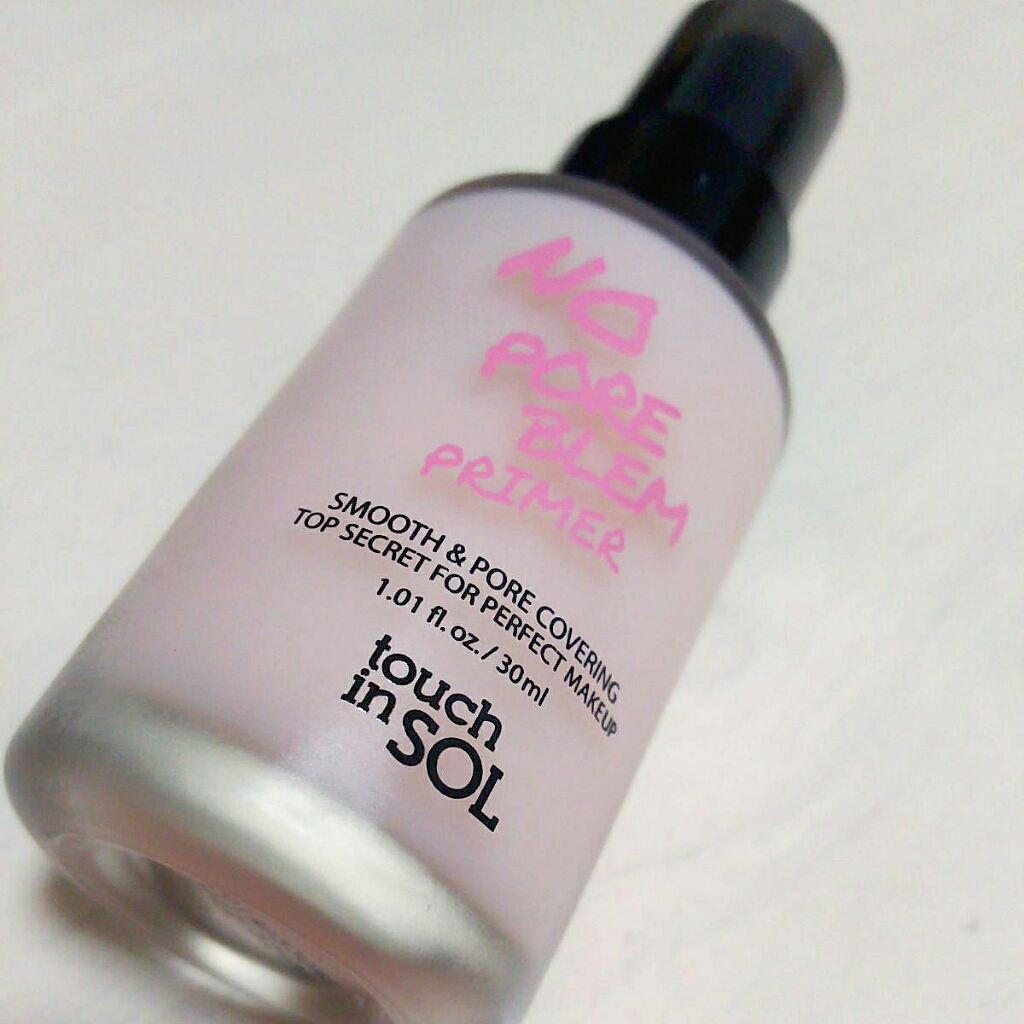 NO
PORE
BLEM
PRIMER
SMOOTH & PORE COVERING
TOP SECRET FOR PERFECT MAKEUP
1.01 fl. oz. / 30ml
touch
in SOL